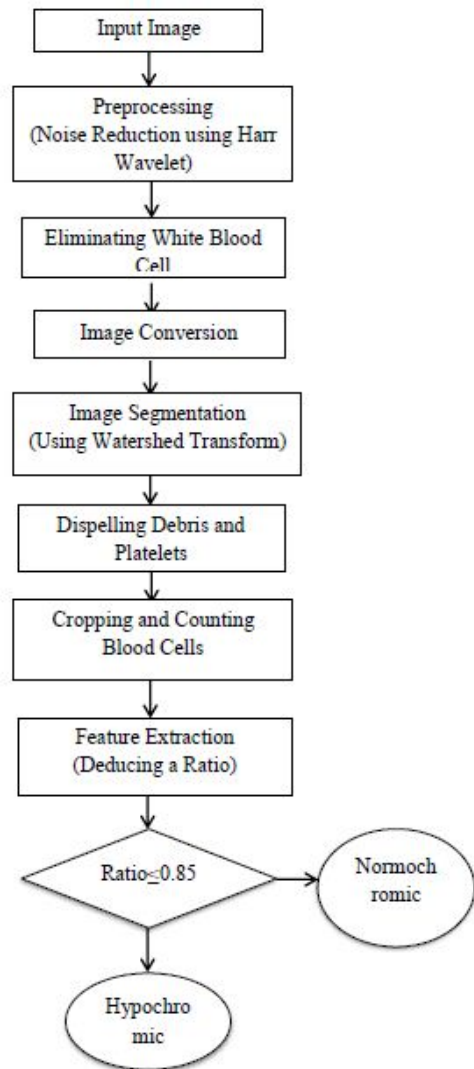 Input Image
Preprocessing
(Noise Reduction using Harr
Wavelet)
Eliminating White Blood
Cell
Image Conversion
Image Segmentation
(Using Watershed Transform)
Dispelling Debris and
Platelets
Cropping and Counting
Blood Cells
Feature Extraction
(Deducing a Ratio)
Ratio≤0.85
Normoch
romic
Hypochro
mic